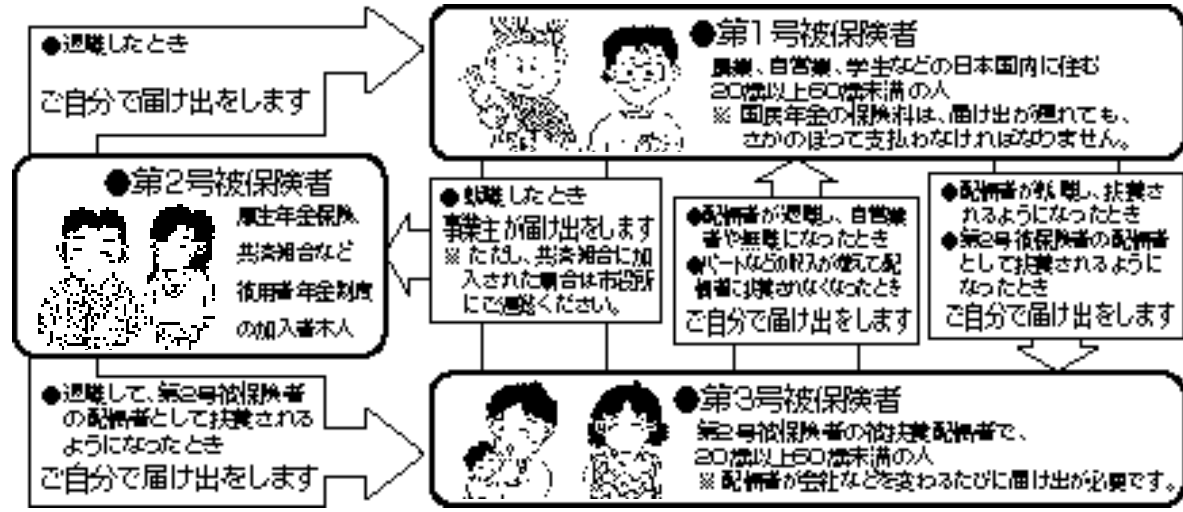 ●退職したとき
ご自分で届け出をします
●第1号被保険者
農業、自営業、学生などの日本国内に住む
20歳以上60歳未満の人
※ 国民年金の保険料は、届け出が遅れても、
さかのぼって支払わなければなりません。
●第2号被保険者
厚生年金保険、
共済組合など
被用者年金制度
の加入者本人
●就職したとき
事業主が届け出をします
※ ただし、共済組合に加
入された場合は市役所
にご連絡ください。
●配偶者が退職し、自営業
者や無職になったとき
●パートなどの収入が増えて配
偶者に扶養されなくなったとき
ご自分で届け出をします
●配偶者が就職し、扶養さ
れるようになったとき
●第2号被保険者の配偶者
として扶養されるように
なったとき
ご自分で届け出をします
●退職して、第2号被保険者
の配偶者として扶養される
ようになったとき
ご自分で届け出をします
●第3号被保険者
第2号被保険者の被扶養配偶者で、
20歳以上60歳未満の人
※ 配偶者が会社などを変わるたびに届け出が必要です。